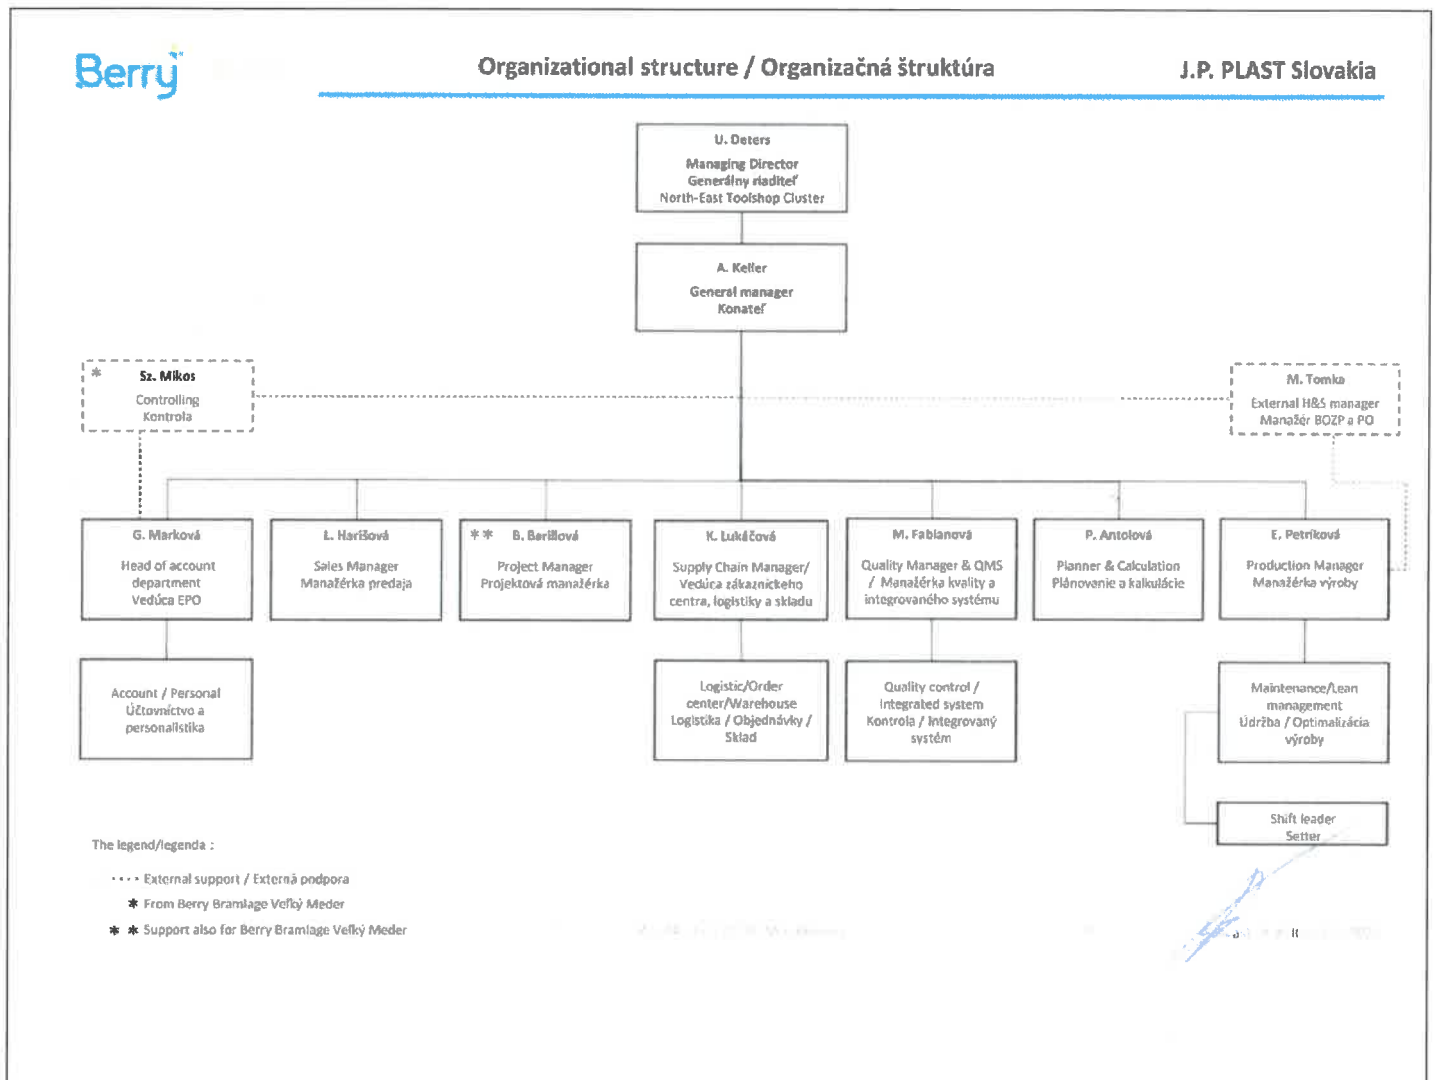 Berry
Organizational structure / Organizačná štruktúra
J.P. PLAST Slovakia
U. Deters
Managing Director
Generálny riaditeľ
North-East Toolshop Cluster
A. Keller
General manager
Konateľ
*
Sz. Mikos
Controlling
Kontrola
M. Tomka
External H&S manager
Manažér BOZP a PO
G. Marková
Head of account
department
Vedúca EPO
Ľ. Harišová
Sales Manager
Manažérka predaja
* * B. Barillová
Project Manager
Projektová manažérka
K. Lukáčová
Supply Chain Manager/
Vedúca zákazníckeho
centra, logistiky a skladu
M. Fabianová
Quality Manager & QMS
/ Manažérka kvality a
integrovaného systému
P. Antolová
Planner & Calculation
Plánovanie a kalkulácie
E. Petríková
Production Manager
Manažérka výroby
Account / Personal
Účtovníctvo a
personalistika
Logistic/Order
center/Warehouse
Logistika / Objednávky /
Sklad
Quality control /
Integrated system
Kontrola / Integrovaný
systém
Maintenance/Lean
management
Údržba / Optimalizácia
výroby
Shift leader
Setter
The legend/legenda :
···· External support / Externá podpora
* From Berry Bramlage Veľký Meder
* * Support also for Berry Bramlage Veľký Meder